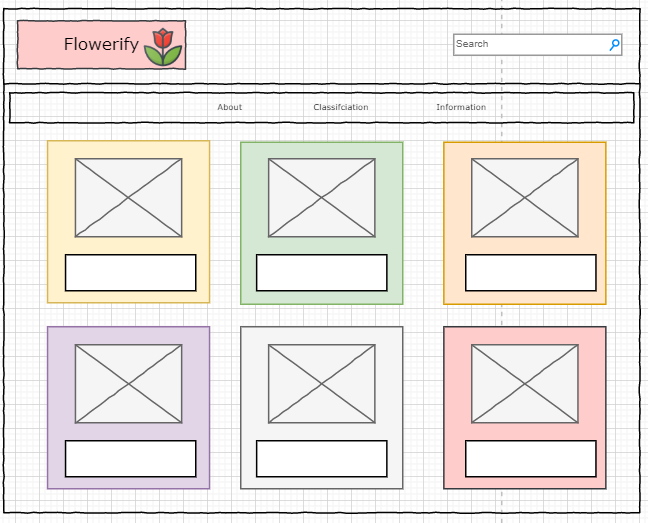 Flowerify
Search
About Classifciation Information